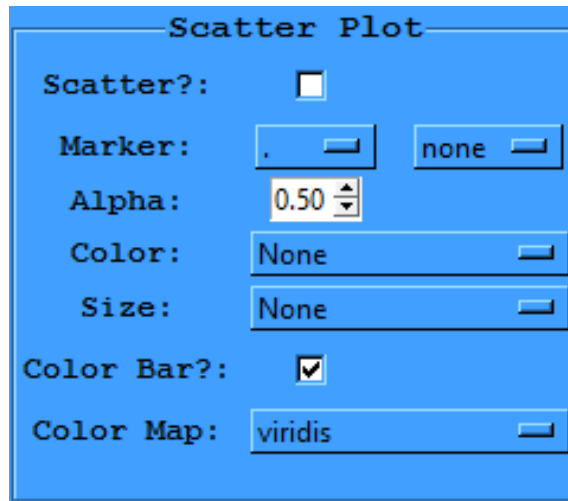 Scatter Plot
Scatter?:
Marker: . none
Alpha: 0.50
Color: None
Size: None
Color Bar?:
Color Map: viridis